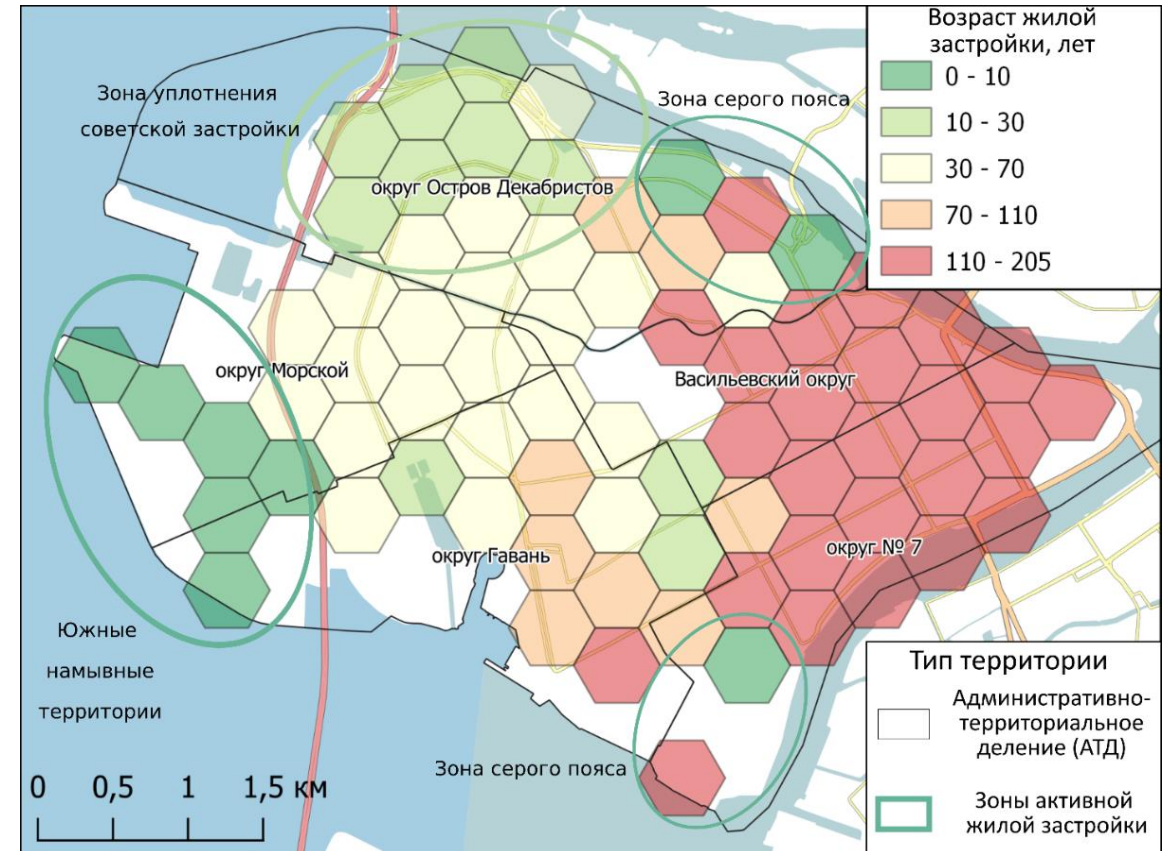 Возраст жилой
застройки, лет
0 - 10
10 - 30
30 - 70
70 - 110
110 - 205
Зона уплотнения
советской застройки
Зона серого пояса
округ Остров Декабристов
округ Морской
Васильевский округ
округ Гавань
округ № 7
Южные
намывные
территории
Зона серого пояса
0 0,5 1 1,5 км
Тип территории
Административно-
территориальное
деление (АТД)
Зоны активной
жилой застройки